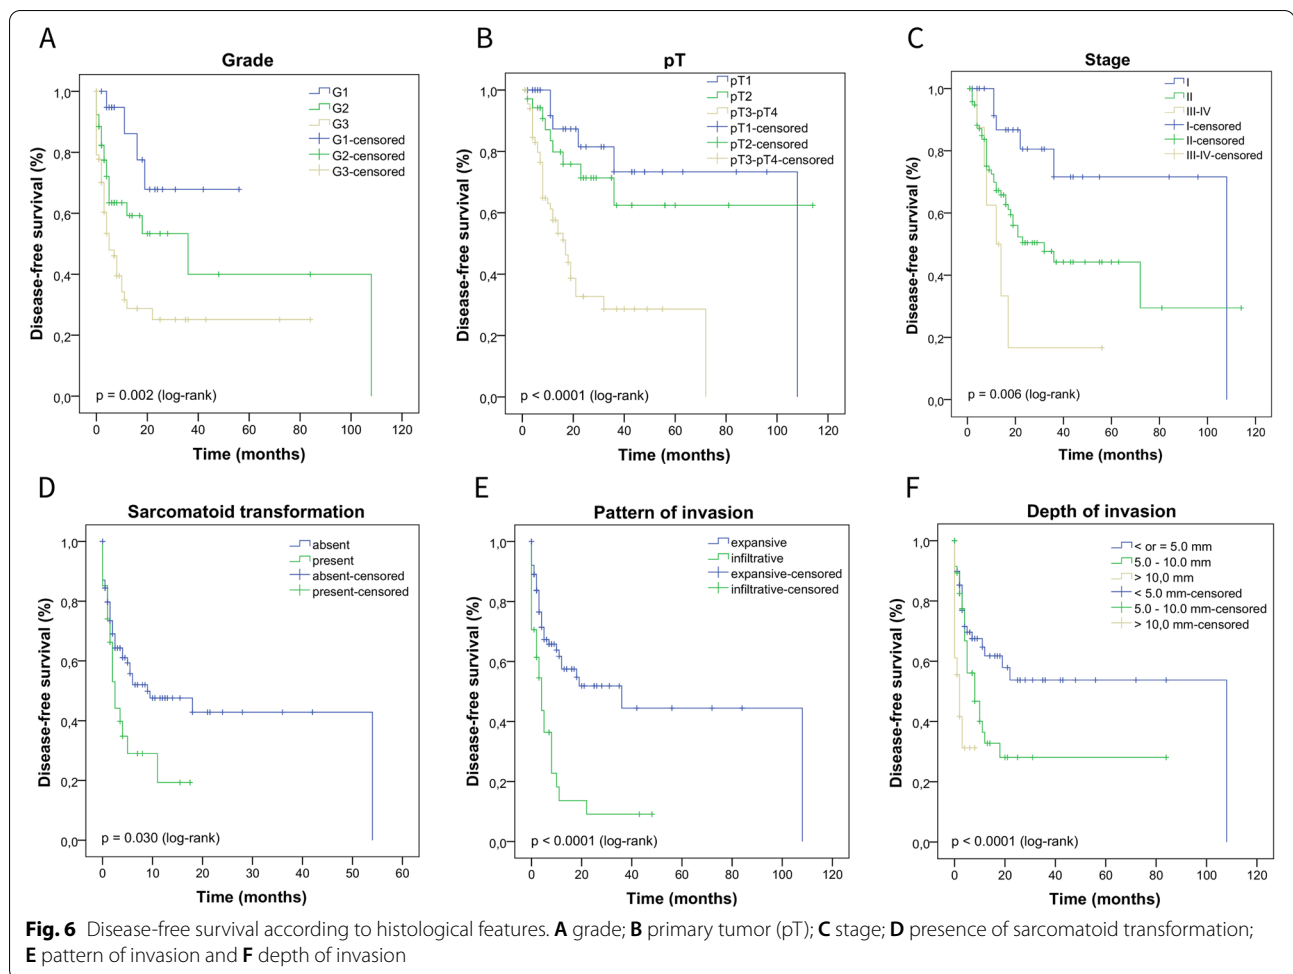 A
Grade
Disease-free survival (%)
1,0
0,8
0,6
0,4
0,2
0,0
G1
G2
G3
G1-censored
G2-censored
G3-censored
p = 0.002 (log-rank)
0 20 40 60 80 100 120
Time (months)
B
pT
Disease-free survival (%)
1,0
0,8
0,6
0,4
0,2
0,0
pT1
pT2
pT3-pT4
pT1-censored
pT2-censored
pT3-pT4-censored
p < 0.0001 (log-rank)
0 20 40 60 80 100 120
Time (months)
C
Stage
Disease-free survival (%)
1,0
0,8
0,6
0,4
0,2
0,0
I
II
III-IV
I-censored
II-censored
III-IV-censored
p = 0.006 (log-rank)
0 20 40 60 80 100 120
Time (months)
D
Sarcomatoid transformation
Disease-free survival (%)
1,0
0,8
0,6
0,4
0,2
0,0
absent
present
absent-censored
present-censored
p = 0.030 (log-rank)
0 10 20 30 40 50 60
Time (months)
E
Pattern of invasion
Disease-free survival (%)
1,0
0,8
0,6
0,4
0,2
0,0
expansive
infiltrative
expansive-censored
infiltrative-censored
p < 0.0001 (log-rank)
0 20 40 60 80 100 120
Time (months)
F
Depth of invasion
Disease-free survival (%)
1,0
0,8
0,6
0,4
0,2
0,0
< or = 5.0 mm
5.0 - 10.0 mm
> 10,0 mm
< 5.0 mm-censored
5.0 - 10.0 mm-censored
> 10,0 mm-censored
p < 0.0001 (log-rank)
0 20 40 60 80 100 120
Time (months)
Fig. 6 Disease-free survival according to histological features. A grade; B primary tumor (pT); C stage; D presence of sarcomatoid transformation;
E pattern of invasion and F depth of invasion